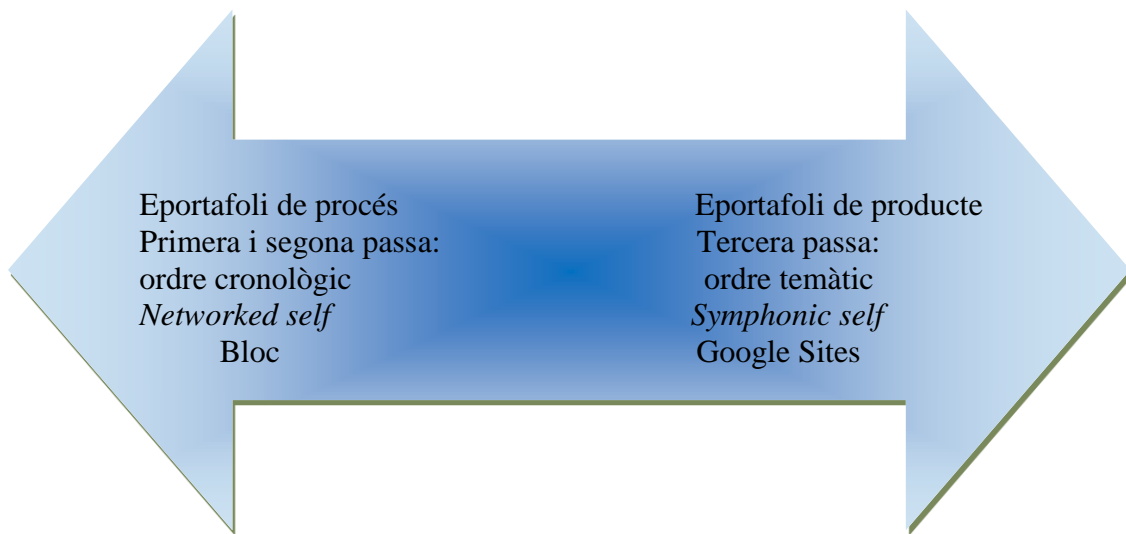 Eportafoli de procés
Primera i segona passa:
ordre cronològic
Networked self
Bloc
Eportafoli de producte
Tercera passa:
ordre temàtic
Symphonic self
Google Sites